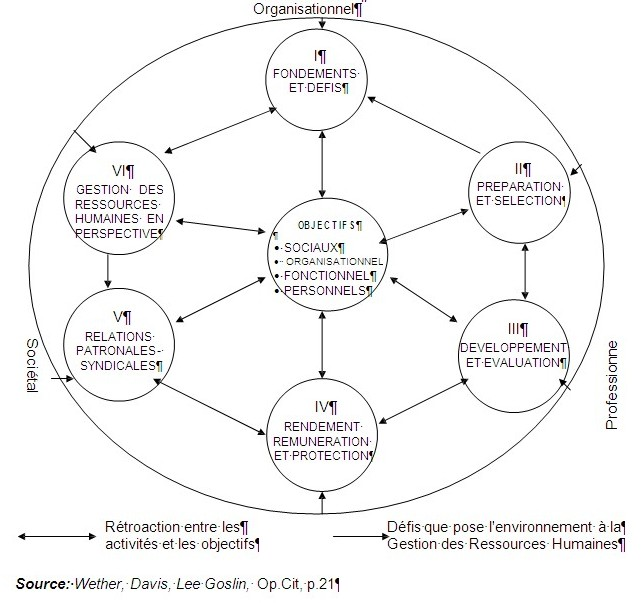 Organisationnel¶
I¶
FONDEMENTS·
ET·DEFIS¶
VI¶
GESTION· DES
RESSOURCES·
HUMAINES· EN
PERSPECTIVE¶
II¶
PREPARATION·
ET·SELECTION¶
OBJECTIFS¶
¶
•·SOCIAUX¶
•··ORGANISATIONNEL
•·FONCTIONNEL¶
•·PERSONNELS¶
V¶
RELATIONS·
PATRONALES-·
SYNDICALES¶
III¶
DEVELOPPEMENT
ET·EVALUATION¶
Sociétal
Professionne
IV¶
RENDEMENT·
REMUNERATION·
ET·PROTECTION¶
Rétroaction·entre·les¶
activités·et·les·objectifs¶
Défis·que·pose·l'environnement·à·la¶
Gestion·des·Ressources·Humaines¶
Source:·Wether,·Davis,·Lee·Goslin,·Op.Cit,·p.21¶